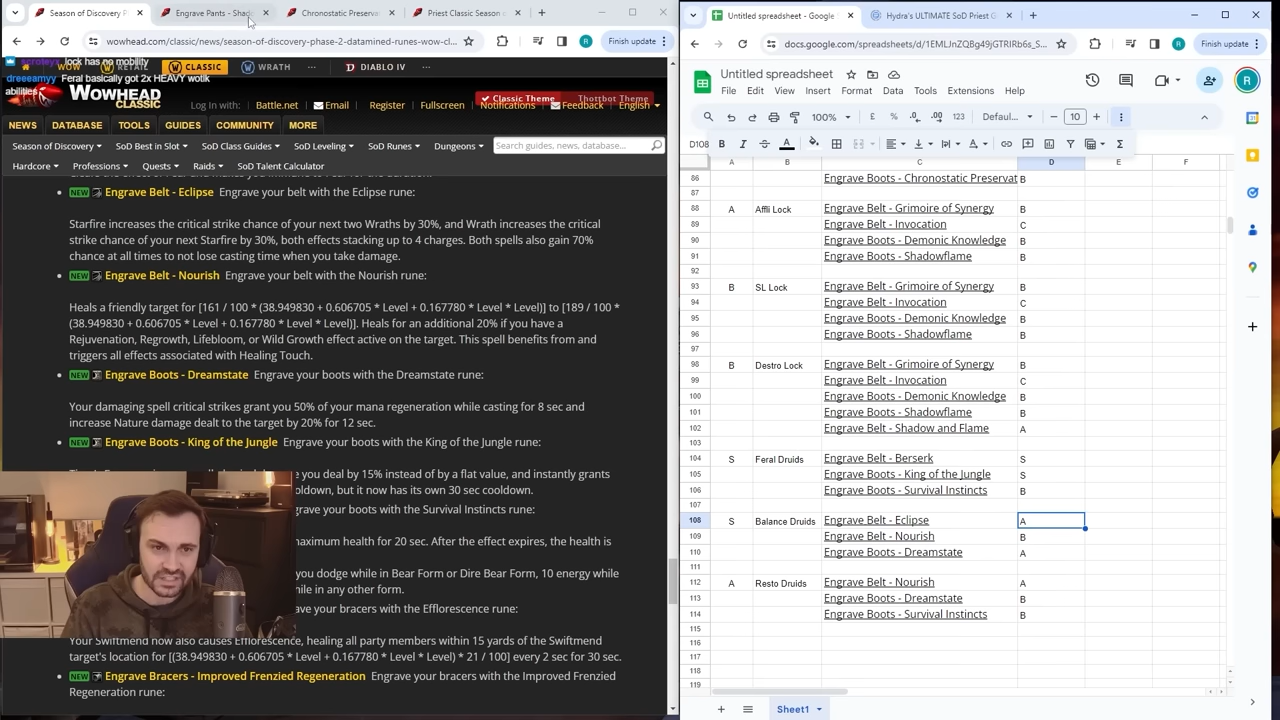 Season of Discovery P
Engrave Pants - Shad
Chronostatic Preservat
Priest Classic Season o
wowhead.com/classic/news/season-of-discovery-phase-2-datamined-runes-wow-cl...
Finish update
scroteys: lock has no mobility
dreeeamyy: Feral basically got 2x HEAVY wotlk
abilities
WOW
RETAIL
CLASSIC
WRATH
...
DIABLO IV
WOWHEAD
CLASSIC
Log in with:
Battle.net
Email
Register
Fullscreen
Classic Theme
Thottbot Theme
Notifications
Feedback
English
NEWS
DATABASE
TOOLS
GUIDES
COMMUNITY
MORE
Season of Discovery
SoD Best in Slot
SoD Class Guides
SoD Leveling
SoD Runes
Dungeons
Search guides, news, database...
Hardcore
Professions
Quests
Raids
SoD Talent Calculator
NEW Engrave Belt - Eclipse Engrave your belt with the Eclipse rune:
Starfire increases the critical strike chance of your next two Wraths by 30%, and Wrath increases the
critical strike chance of your next Starfire by 30%, both effects stacking up to 4 charges. Both spells also gain 70%
chance at all times to not lose casting time when you take damage.
NEW Engrave Belt - Nourish Engrave your belt with the Nourish rune:
Heals a friendly target for [161 / 100 * (38.949830 + 0.606705 * Level + 0.167780 * Level * Level)] to [189 / 100 *
(38.949830 + 0.606705 * Level + 0.167780 * Level * Level)]. Heals for an additional 20% if you have a
Rejuvenation, Regrowth, Lifebloom, or Wild Growth effect active on the target. This spell benefits from and
triggers all effects associated with Healing Touch.
NEW Engrave Boots - Dreamstate Engrave your boots with the Dreamstate rune:
Your damaging spell critical strikes grant you 50% of your mana regeneration while casting for 8 sec and
increase Nature damage dealt to the target by 20% for 12 sec.
NEW Engrave Boots - King of the Jungle Engrave your boots with the King of the Jungle rune:
you deal by 15% instead of by a flat value, and instantly grants
ooldown, but it now has its own 30 sec cooldown.
grave your boots with the Survival Instincts rune:
maximum health for 20 sec. After the effect expires, the health is
you dodge while in Bear Form or Dire Bear Form, 10 energy while
hile in any other form.
ave your bracers with the Efflorescence rune:
Your Swiftmend now also causes Efflorescence, healing all party members within 15 yards of the Swiftmend
target's location for [(38.949830 + 0.606705 * Level + 0.167780 * Level * Level) * 21 / 100] every 2 sec for 30 sec.
NEW Engrave Bracers - Improved Frenzied Regeneration Engrave your bracers with the Improved Frenzied
Regeneration rune:
Untitled spreadsheet - Google
Hydra's ULTIMATE SoD Priest G
docs.google.com/spreadsheets/d/1EMLJnZQBg49jGTRIRb6s_S...
Finish update
Untitled spreadsheet
File Edit View Insert Format Data Tools Extensions Help
100% £ % .0 .00 123 Defaul... 10
D108
A B C D E F
86 Engrave Boots - Chronostatic Preservat B
87
88 A Affli Lock Engrave Belt - Grimoire of Synergy B
89 Engrave Belt - Invocation C
90 Engrave Boots - Demonic Knowledge B
91 Engrave Boots - Shadowflame B
92
93 B SL Lock Engrave Belt - Grimoire of Synergy B
94 Engrave Belt - Invocation C
95 Engrave Boots - Demonic Knowledge B
96 Engrave Boots - Shadowflame B
97
98 B Destro Lock Engrave Belt - Grimoire of Synergy B
99 Engrave Belt - Invocation C
100 Engrave Boots - Demonic Knowledge B
101 Engrave Boots - Shadowflame B
102 Engrave Belt - Shadow and Flame A
103
104 S Feral Druids Engrave Belt - Berserk S
105 Engrave Boots - King of the Jungle S
106 Engrave Boots - Survival Instincts B
107
108 S Balance Druids Engrave Belt - Eclipse A
109 Engrave Belt - Nourish B
110 Engrave Boots - Dreamstate A
111
112 A Resto Druids Engrave Belt - Nourish A
113 Engrave Boots - Dreamstate B
114 Engrave Boots - Survival Instincts B
115
116
117
118
119
Sheet1